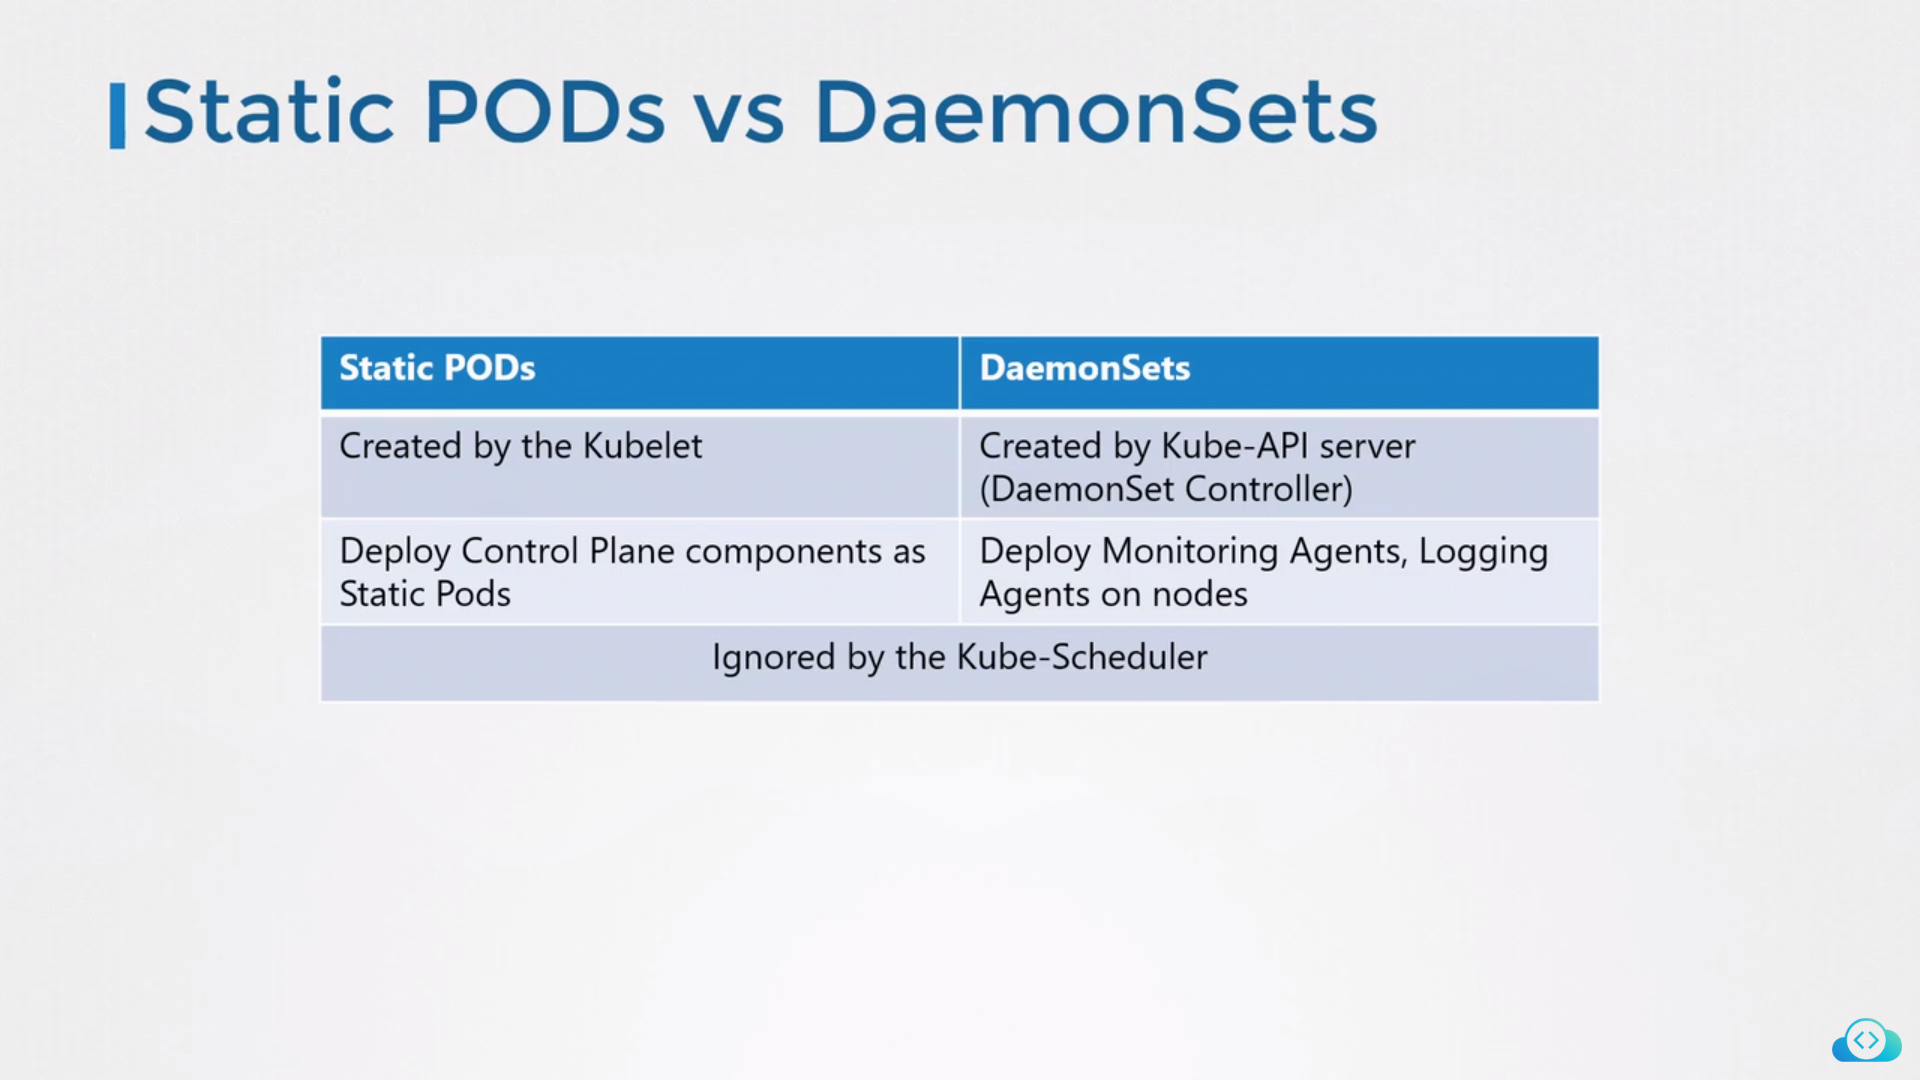 Static PODs vs DaemonSets
Static PODs
DaemonSets
Created by the Kubelet
Created by Kube-API server
(DaemonSet Controller)
Deploy Control Plane components as
Static Pods
Deploy Monitoring Agents, Logging
Agents on nodes
Ignored by the Kube-Scheduler